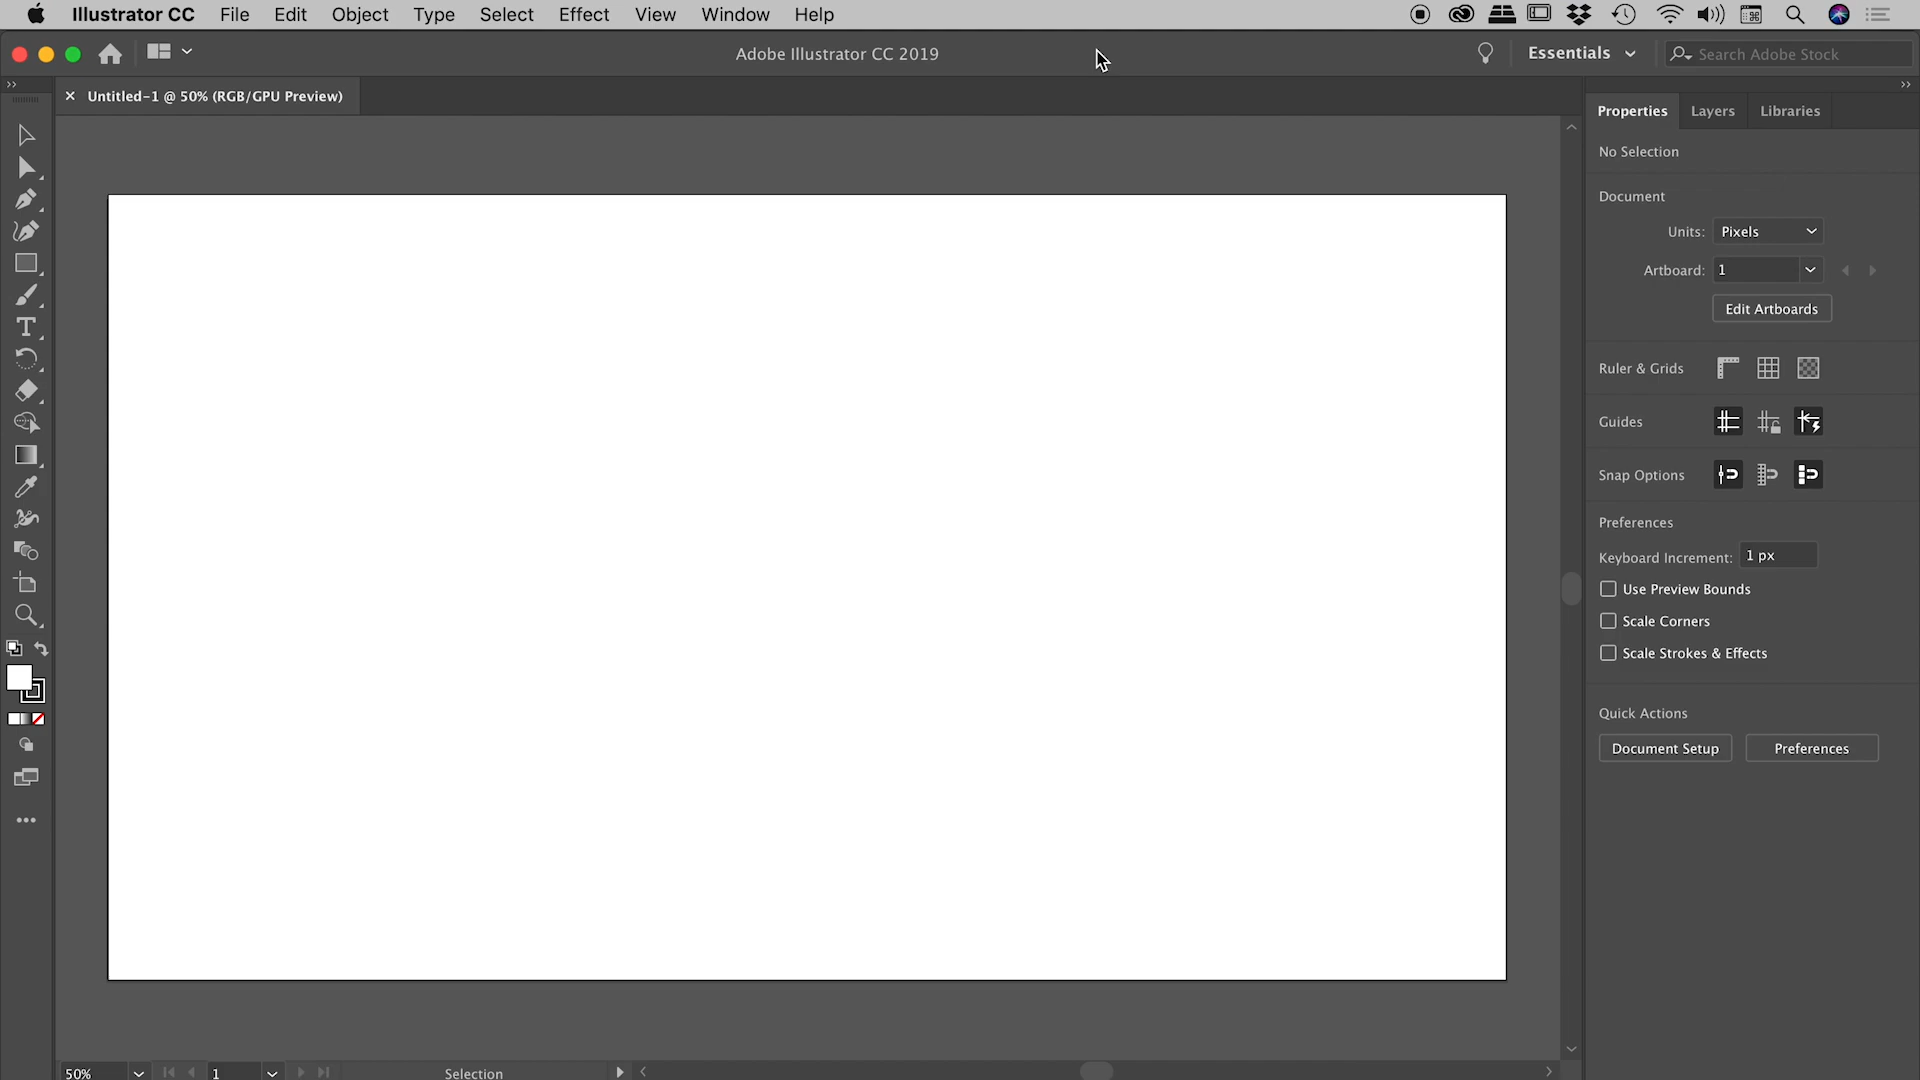 Illustrator CC File Edit Object Type Select Effect View Window Help
Adobe Illustrator CC 2019
Essentials
Search Adobe Stock
Untitled-1 @ 50% (RGB/GPU Preview)
Properties Layers Libraries
No Selection
Document
Units: Pixels
Artboard: 1
Edit Artboards
Ruler & Grids
Guides
Snap Options
Preferences
Keyboard Increment: 1 px
Use Preview Bounds
Scale Corners
Scale Strokes & Effects
Quick Actions
Document Setup Preferences
50% 1 Selection